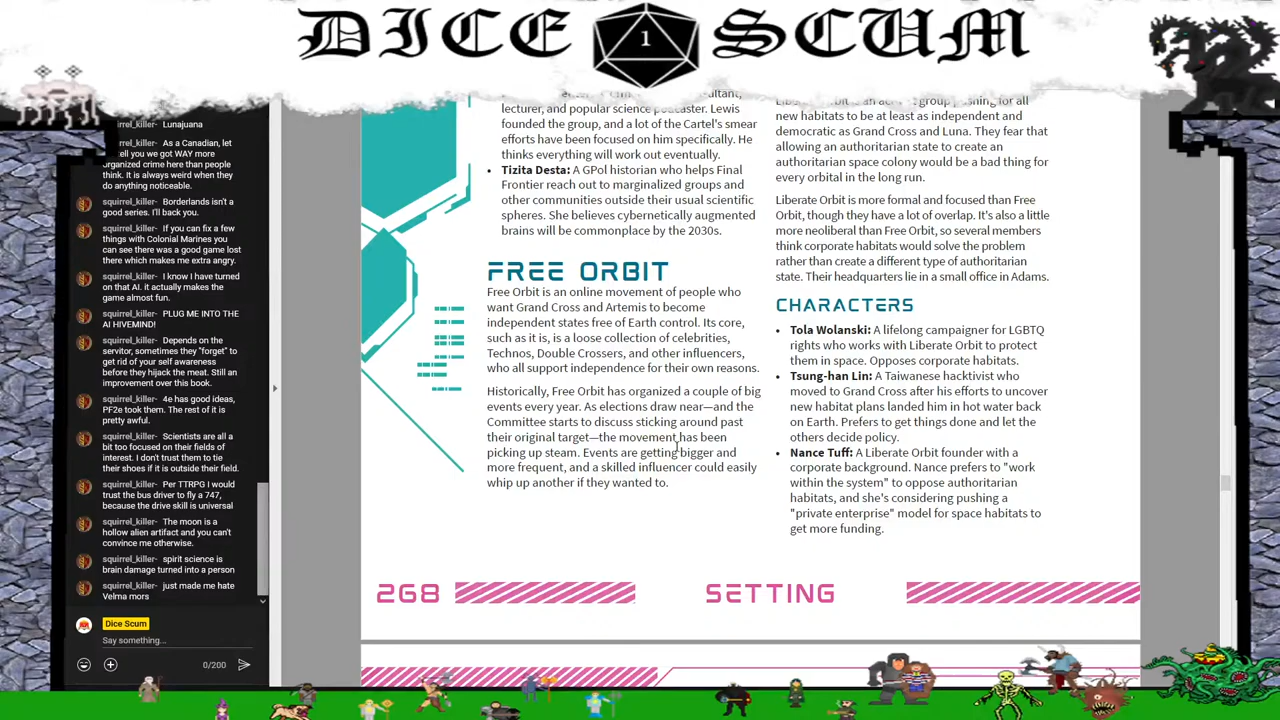 DICE
1
SCUM
squirrel_killer- Lunajuana
squirrel_killer- As a Canadian, let
tell you we got WAY more
organized crime here than people
think. It is always weird when they
do anything noticeable.
squirrel_killer- Borderlands isn't a
good series. I'll back you.
squirrel_killer- If you can fix a few
things with Colonial Marines you
can see there was a good game lost
there which makes me extra angry.
squirrel_killer- I know I have turned
on that AI. it actually makes the
game almost fun.
squirrel_killer- PLUG ME INTO THE
AI HIVEMIND!
squirrel_killer- Depends on the
servitor, sometimes they "forget" to
get rid of your self awareness
before they hijack the meat. Still an
improvement over this book.
squirrel_killer- 4e has good ideas,
PF2e took them. The rest of it is
pretty awful.
squirrel_killer- Scientists are all a
bit too focused on their fields of
interest. I don't trust them to tie
their shoes if it is outside their field.
squirrel_killer- Per TTRPG I would
trust the bus driver to fly a 747,
because the drive skill is universal
squirrel_killer- The moon is a
hollow alien artifact and you can't
convince me otherwise.
squirrel_killer- spirit science is
brain damage turned into a person
squirrel_killer- just made me hate
Velma mors
Dice Scum
Say something...
0/200
lecturer, and popular science podcaster. Lewis
founded the group, and a lot of the Cartel's smear
efforts have been focused on him specifically. He
thinks everything will work out eventually.
• Tizita Desta: A GPol historian who helps Final
Frontier reach out to marginalized groups and
other communities outside their usual scientific
spheres. She believes cybernetically augmented
brains will be commonplace by the 2030s.
FREE ORBIT
Free Orbit is an online movement of people who
want Grand Cross and Artemis to become
independent states free of Earth control. Its core,
such as it is, is a loose collection of celebrities,
Technos, Double Crossers, and other influencers,
who all support independence for their own reasons.
Historically, Free Orbit has organized a couple of big
events every year. As elections draw near—and the
Committee starts to discuss sticking around past
their original target—the movement has been
picking up steam. Events are getting bigger and
more frequent, and a skilled influencer could easily
whip up another if they wanted to.
new habitats to be at least as independent and
democratic as Grand Cross and Luna. They fear that
allowing an authoritarian state to create an
authoritarian space colony would be a bad thing for
every orbital in the long run.
Liberate Orbit is more formal and focused than Free
Orbit, though they have a lot of overlap. It's also a little
more neoliberal than Free Orbit, so several members
think corporate habitats would solve the problem
rather than create a different type of authoritarian
state. Their headquarters lie in a small office in Adams.
CHARACTERS
• Tola Wolanski: A lifelong campaigner for LGBTQ
rights who works with Liberate Orbit to protect
them in space. Opposes corporate habitats.
• Tsung-han Lin: A Taiwanese hacktivist who
moved to Grand Cross after his efforts to uncover
new habitat plans landed him in hot water back
on Earth. Prefers to get things done and let the
others decide policy.
• Nance Tuff: A Liberate Orbit founder with a
corporate background. Nance prefers to "work
within the system" to oppose authoritarian
habitats, and she's considering pushing a
"private enterprise" model for space habitats to
get more funding.
268
SETTING